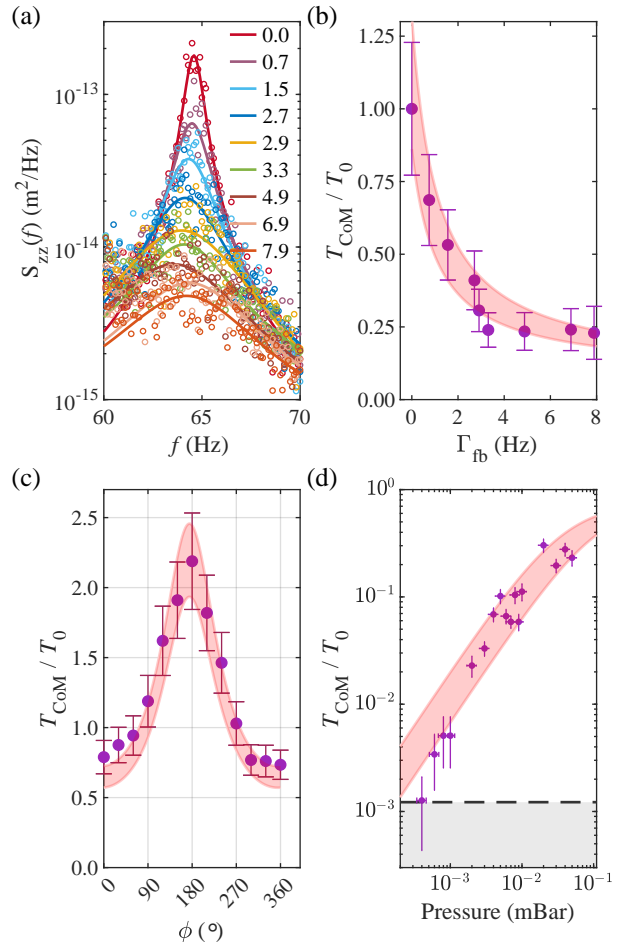 (a)
S_zz(f) (m²/Hz)
10⁻¹³
10⁻¹⁴
10⁻¹⁵
0.0
0.7
1.5
2.7
2.9
3.3
4.9
6.9
7.9
60 65 70
f (Hz)
(b)
T_CoM / T_0
1.25
1.00
0.75
0.50
0.25
0.00
0 2 4 6 8
Γ_fb (Hz)
(c)
T_CoM / T_0
2.5
2.0
1.5
1.0
0.5
0.0
0 90 180 270 360
ϕ (°)
(d)
T_CoM / T_0
10⁰
10⁻¹
10⁻²
10⁻³
10⁻³ 10⁻² 10⁻¹
Pressure (mBar)